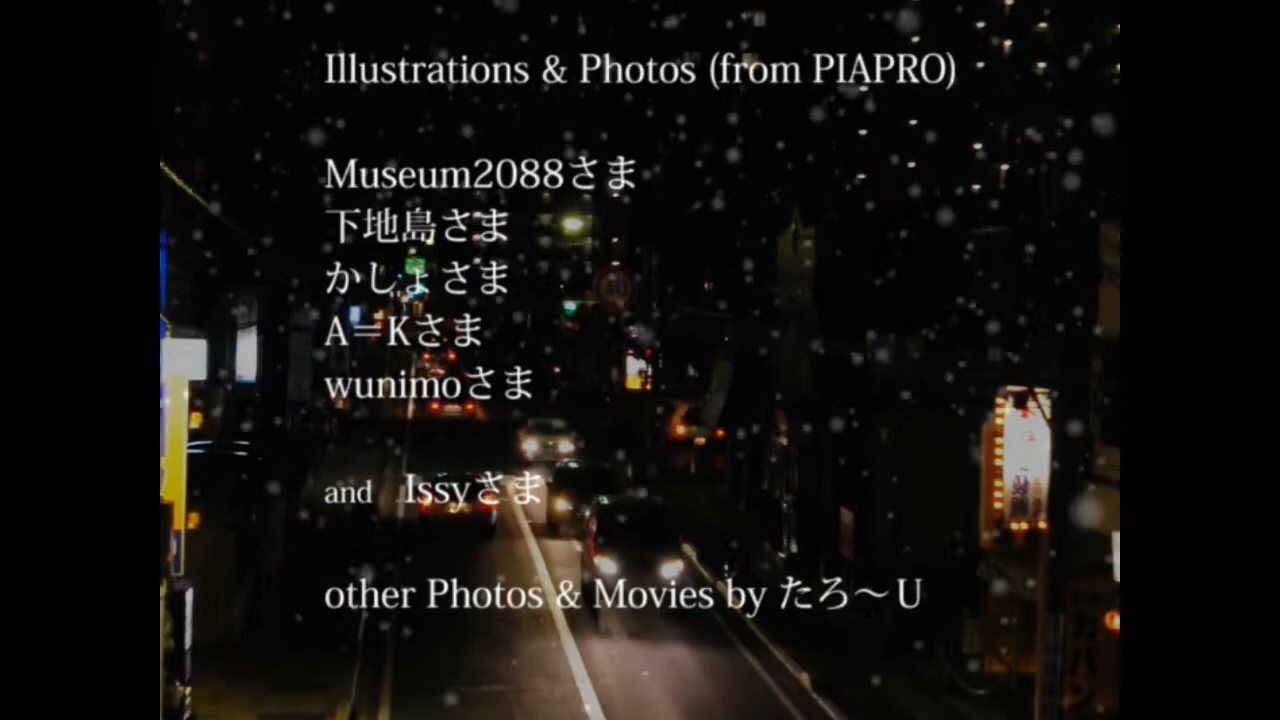 Illustrations & Photos (from PIAPRO)
Museum2088さま
下地島さま
かしょさま
A＝Kさま
wunimoさま
and Issyさま
other Photos & Movies by たろ～U